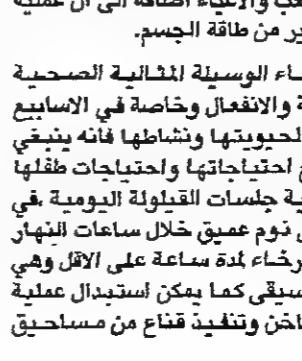 عب والاعياء اضافة الى ان عملية
ير من طاقة الجسم.
اء الوسيلة المثالية الصحية
ة والانفعال وخاصة في الاسابيع
لحيويتها ونشاطها فانه ينبغي
احتياجاتها واحتياجات طفلها
ية جلسات القيلولة اليومية في
نوم عميق خلال ساعات النهار
رخاء لمدة ساعة على الاقل وهي
سيقى كما يمكن استبدال عملية
اخن وتنفيذ قناع من مساحيق